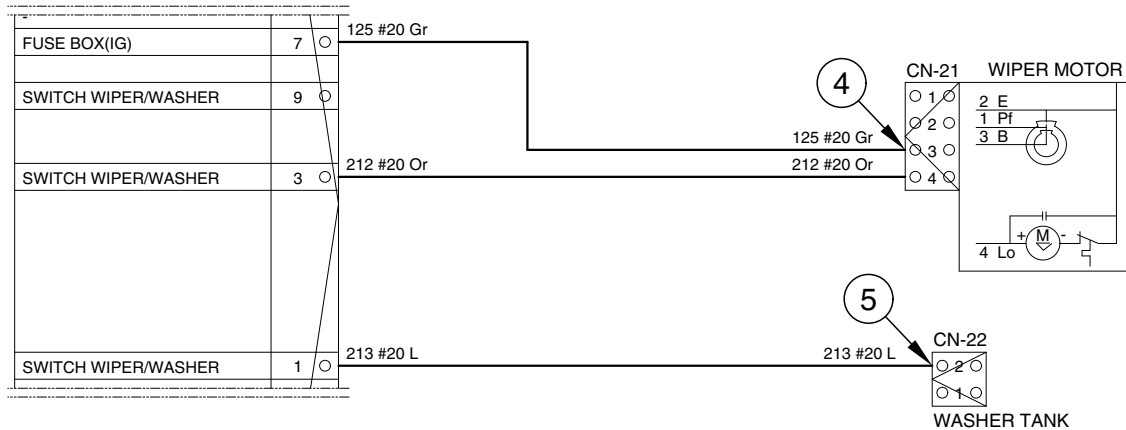 -
FUSE BOX(IG) 7 125 #20 Gr
SWITCH WIPER/WASHER 9
SWITCH WIPER/WASHER 3 212 #20 Or
SWITCH WIPER/WASHER 1 213 #20 L
4
125 #20 Gr
212 #20 Or
CN-21 WIPER MOTOR
1
2
3
4
2 E
1 Pf
3 B
+ M -
4 Lo
5
213 #20 L
CN-22
2
1
WASHER TANK